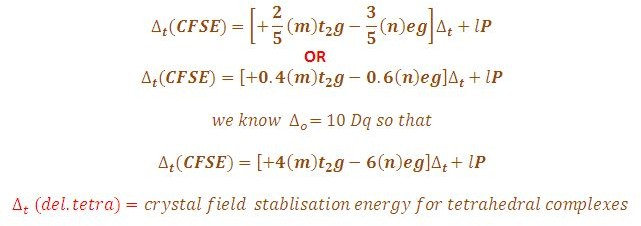 Δₜ(CFSE) = [+2/5(m)t₂g − 3/5(n)eg]Δₜ + lP
OR
Δₜ(CFSE) = [+0.4(m)t₂g − 0.6(n)eg]Δₜ + lP
we know Δₒ= 10 Dq so that
Δₜ(CFSE) = [+4(m)t₂g − 6(n)eg]Δₜ + lP
Δₜ (del.tetra) = crystal field stablisation energy for tetrahedral complexes